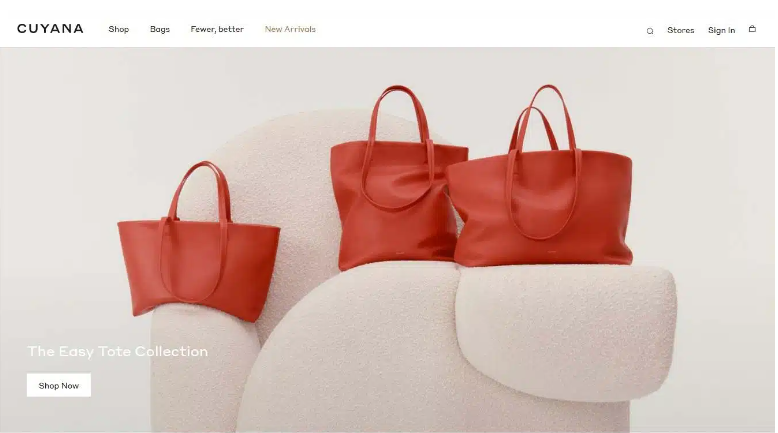 CUYANA
Shop
Bags
Fewer, better
New Arrivals
Stores
Sign In
The Easy Tote Collection
Shop Now